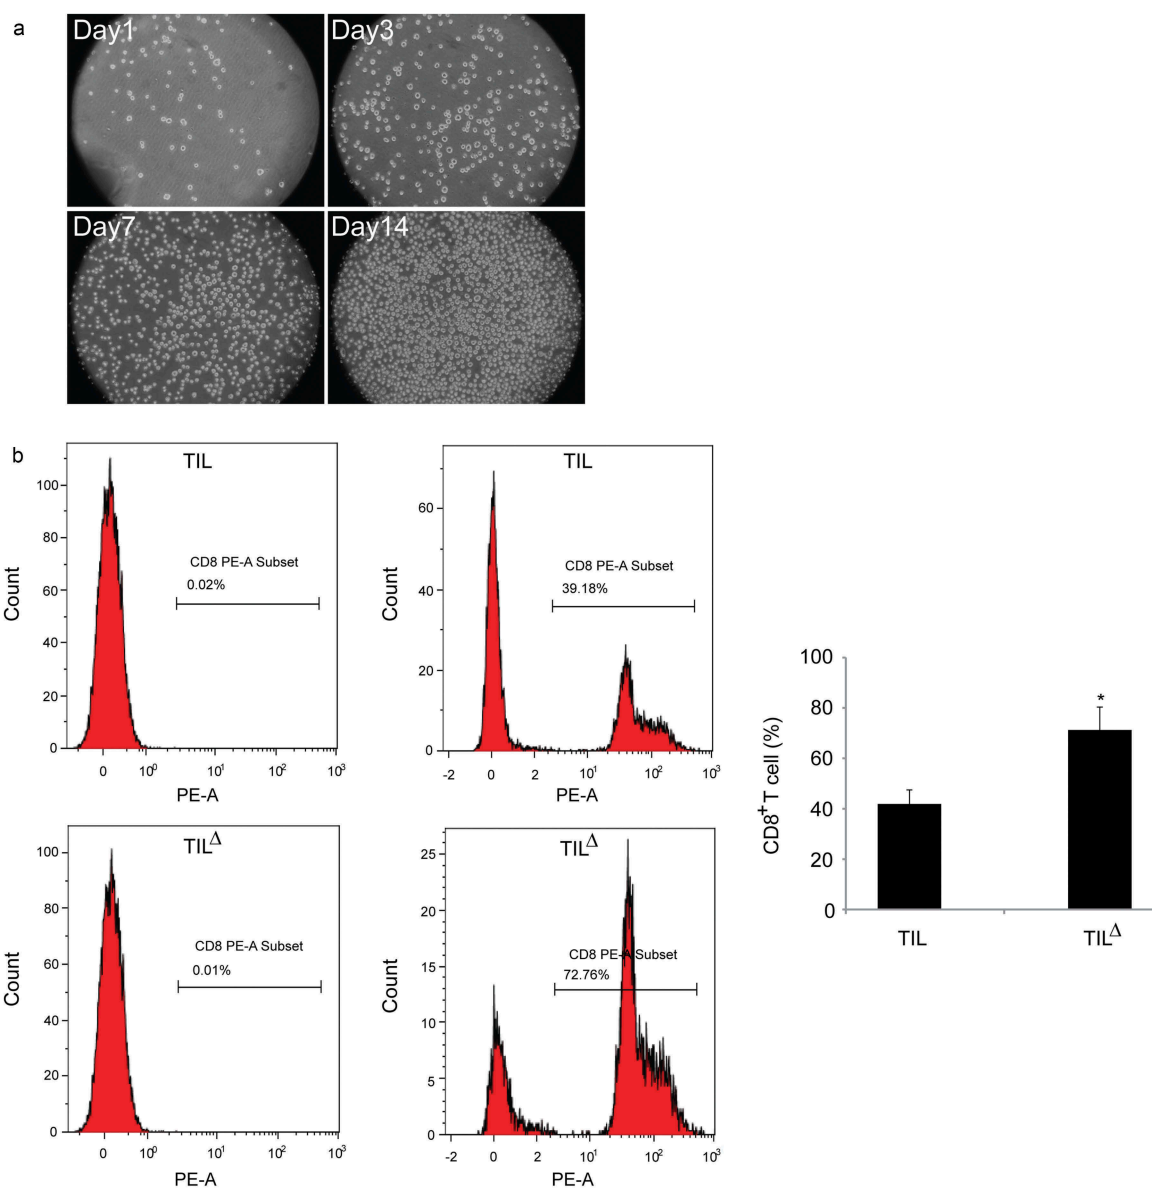 a
Day1
Day3
Day7
Day14
b
TIL
CD8 PE-A Subset
0.02%
Count
100
80
60
40
20
0
0 10⁰ 10¹ 10² 10³
PE-A
TIL
CD8 PE-A Subset
39.18%
Count
60
40
20
0
-2 0 2 10¹ 10² 10³
PE-A
TIL^Δ
CD8 PE-A Subset
0.01%
Count
100
80
60
40
20
0
0 10⁰ 10¹ 10² 10³
PE-A
TIL^Δ
CD8 PE-A Subset
72.76%
Count
25
20
15
10
5
0
-2 0 2 10¹ 10² 10³
PE-A
CD8⁺T cell (%)
100
80
60
40
20
0
*
TIL
TIL^Δ